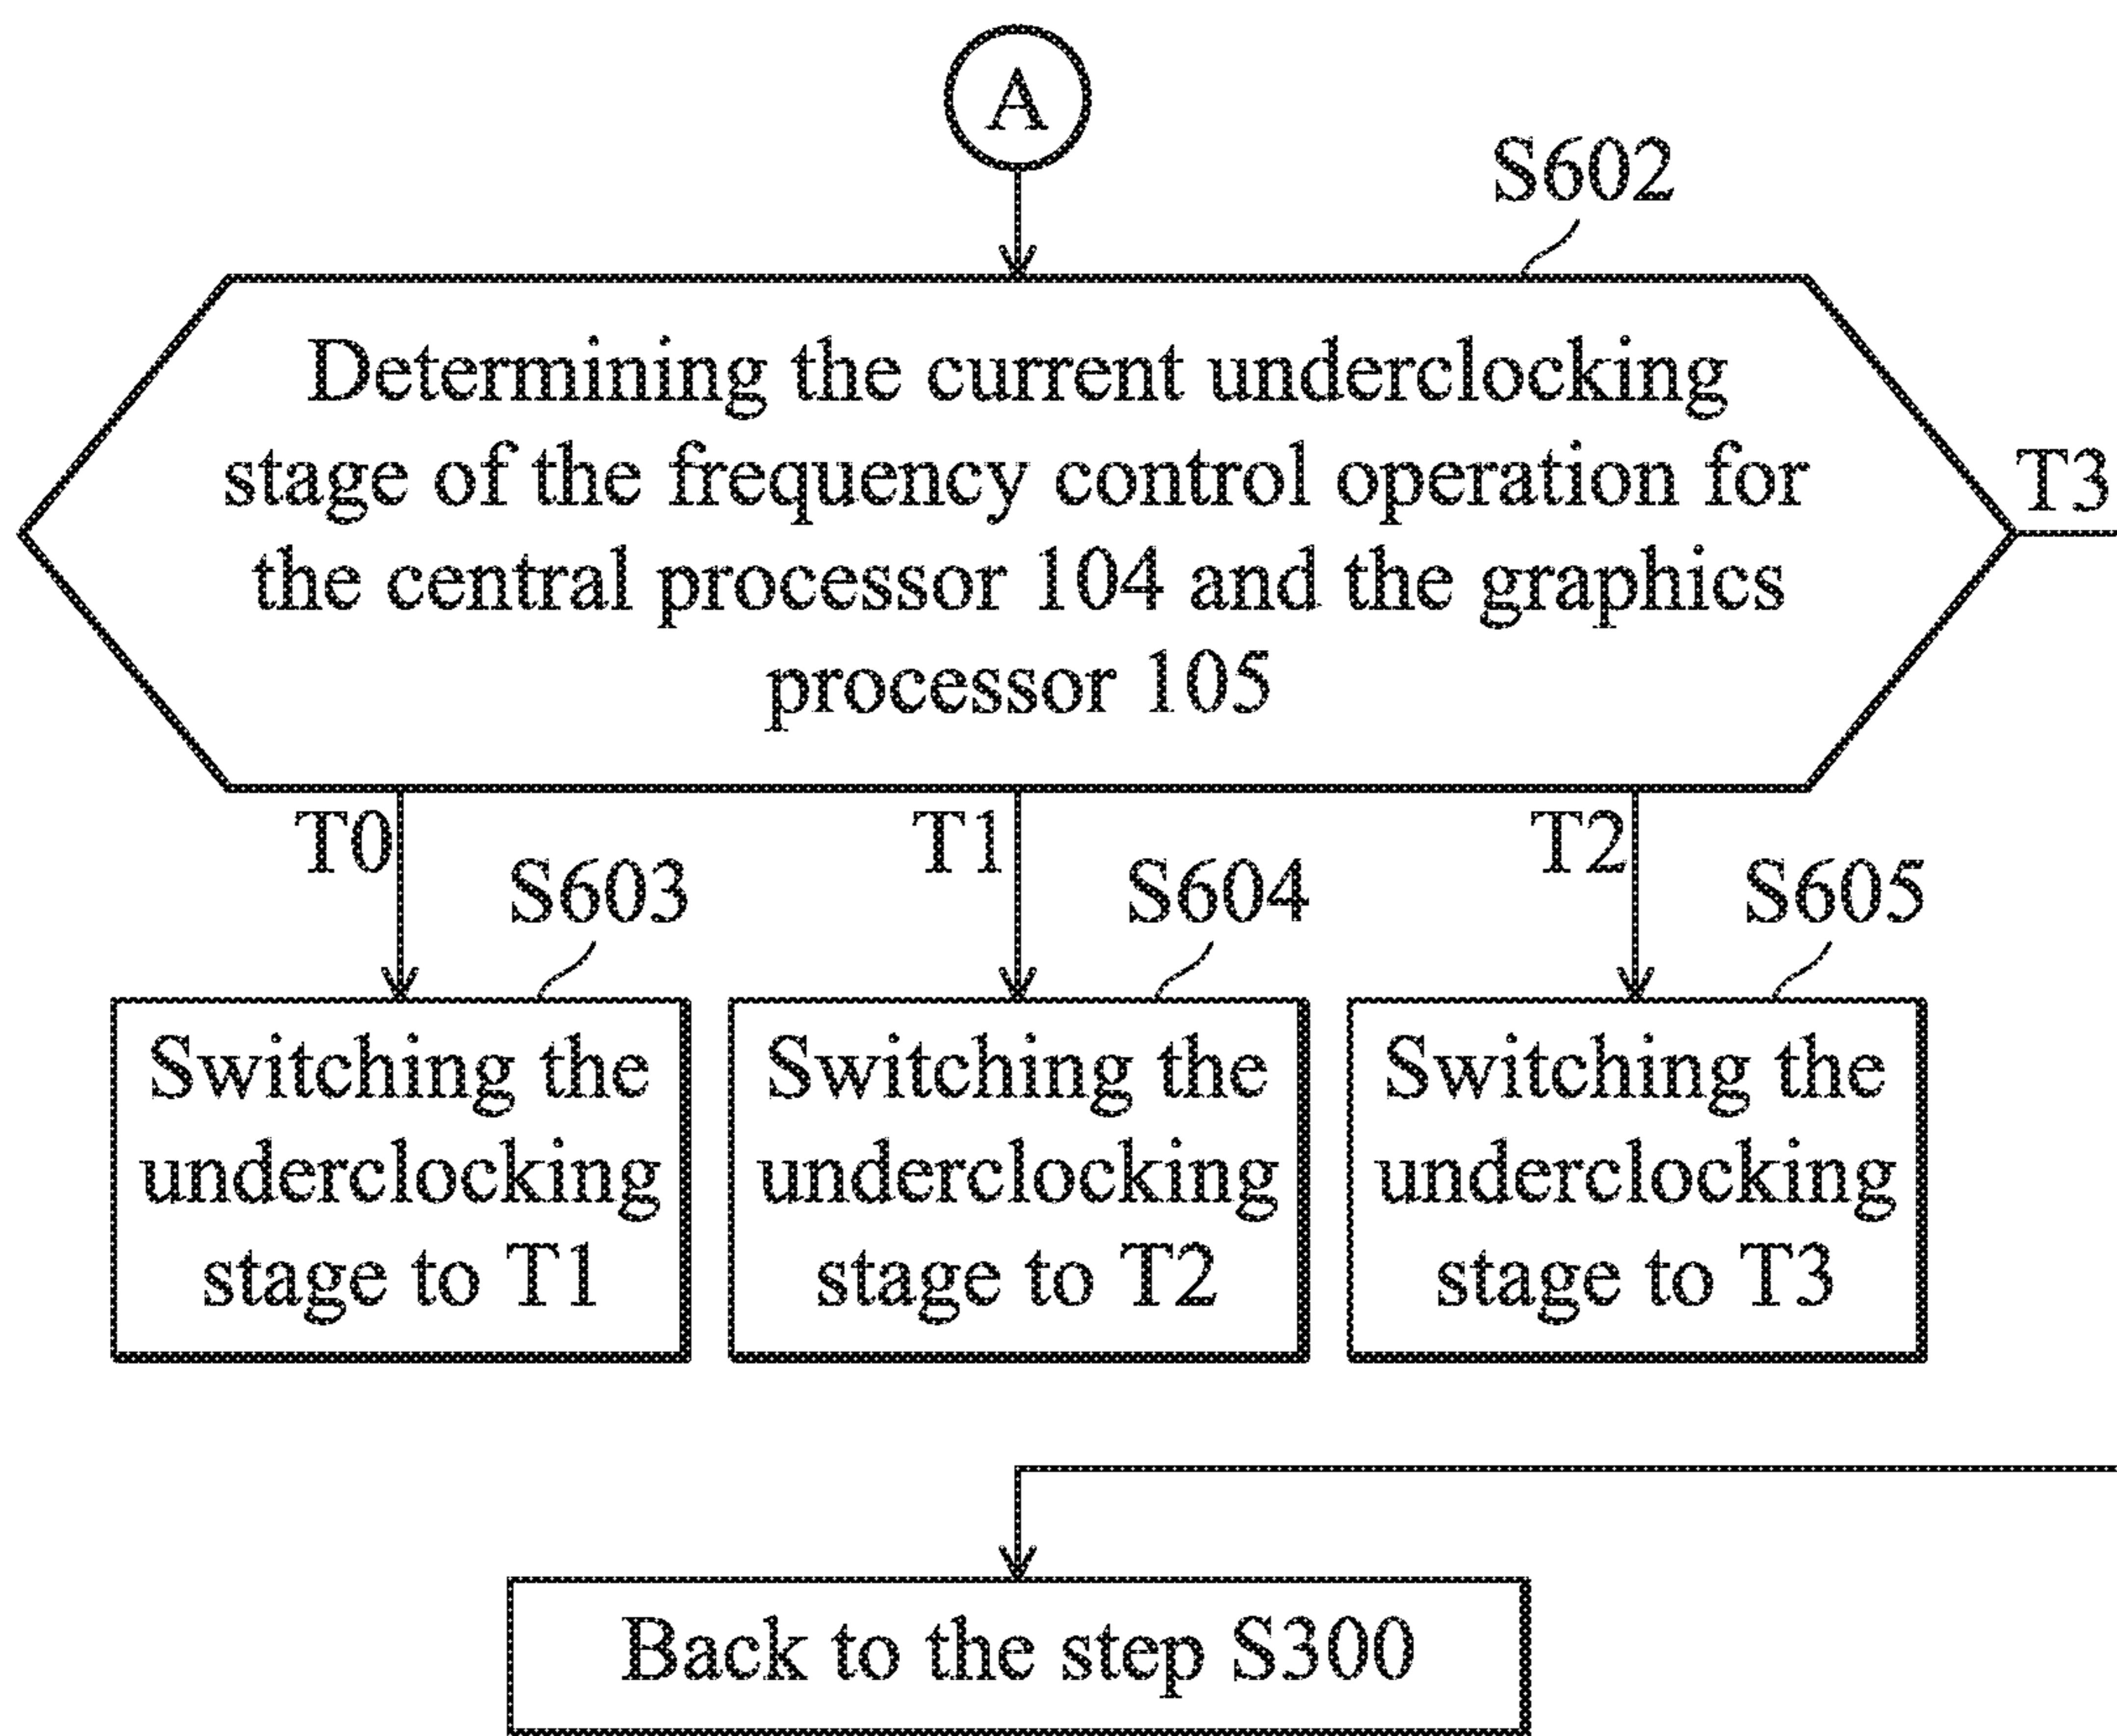 A
S602
Determining the current underclocking
stage of the frequency control operation for
the central processor 104 and the graphics
processor 105
T3
T0
T1
T2
S603
S604
S605
Switching the
underclocking
stage to T1
Switching the
underclocking
stage to T2
Switching the
underclocking
stage to T3
Back to the step S300